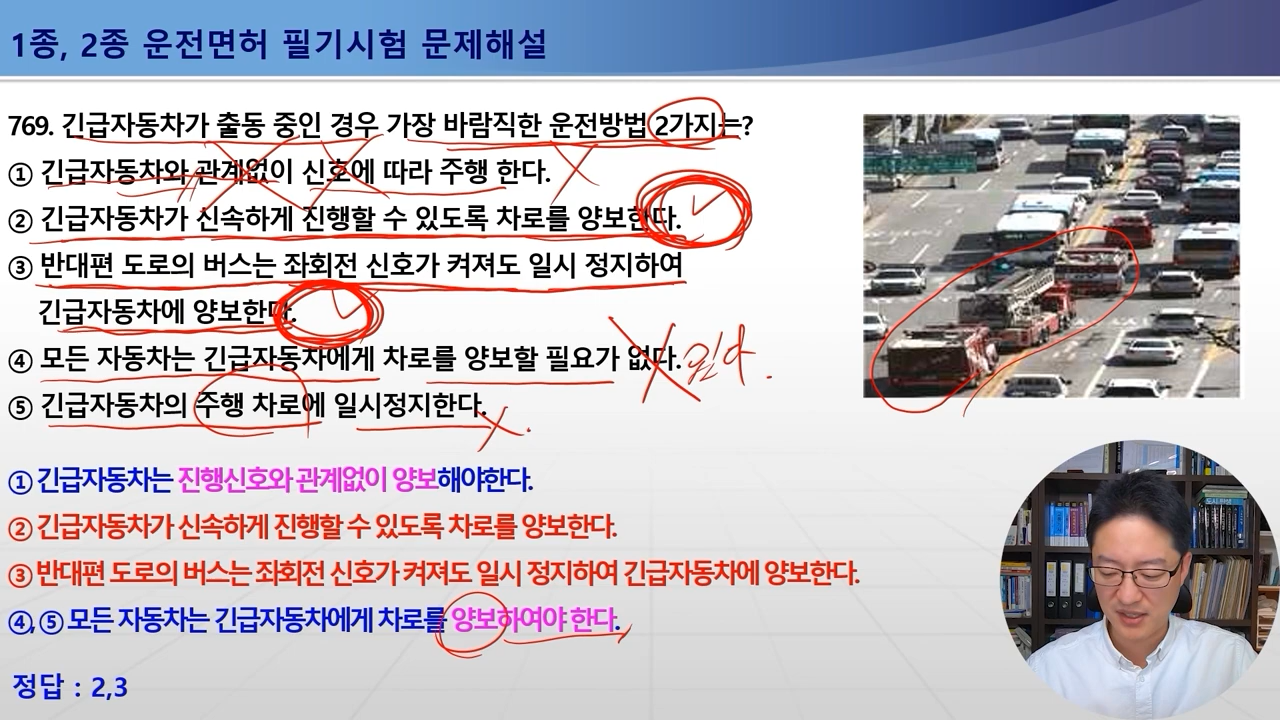 1종, 2종 운전면허 필기시험 문제해설
769. 긴급자동차가 출동 중인 경우 가장 바람직한 운전방법 2가지는?
① 긴급자동차와 관계없이 신호에 따라 주행 한다.
② 긴급자동차가 신속하게 진행할 수 있도록 차로를 양보한다.
③ 반대편 도로의 버스는 좌회전 신호가 켜져도 일시 정지하여
긴급자동차에 양보한다.
④ 모든 자동차는 긴급자동차에게 차로를 양보할 필요가 없다. 있다.
⑤ 긴급자동차의 주행 차로에 일시정지한다.
① 긴급자동차는 진행신호와 관계없이 양보해야한다.
② 긴급자동차가 신속하게 진행할 수 있도록 차로를 양보한다.
③ 반대편 도로의 버스는 좌회전 신호가 켜져도 일시 정지하여 긴급자동차에 양보한다.
④, ⑤ 모든 자동차는 긴급자동차에게 차로를 양보하여야 한다.
정답 : 2,3